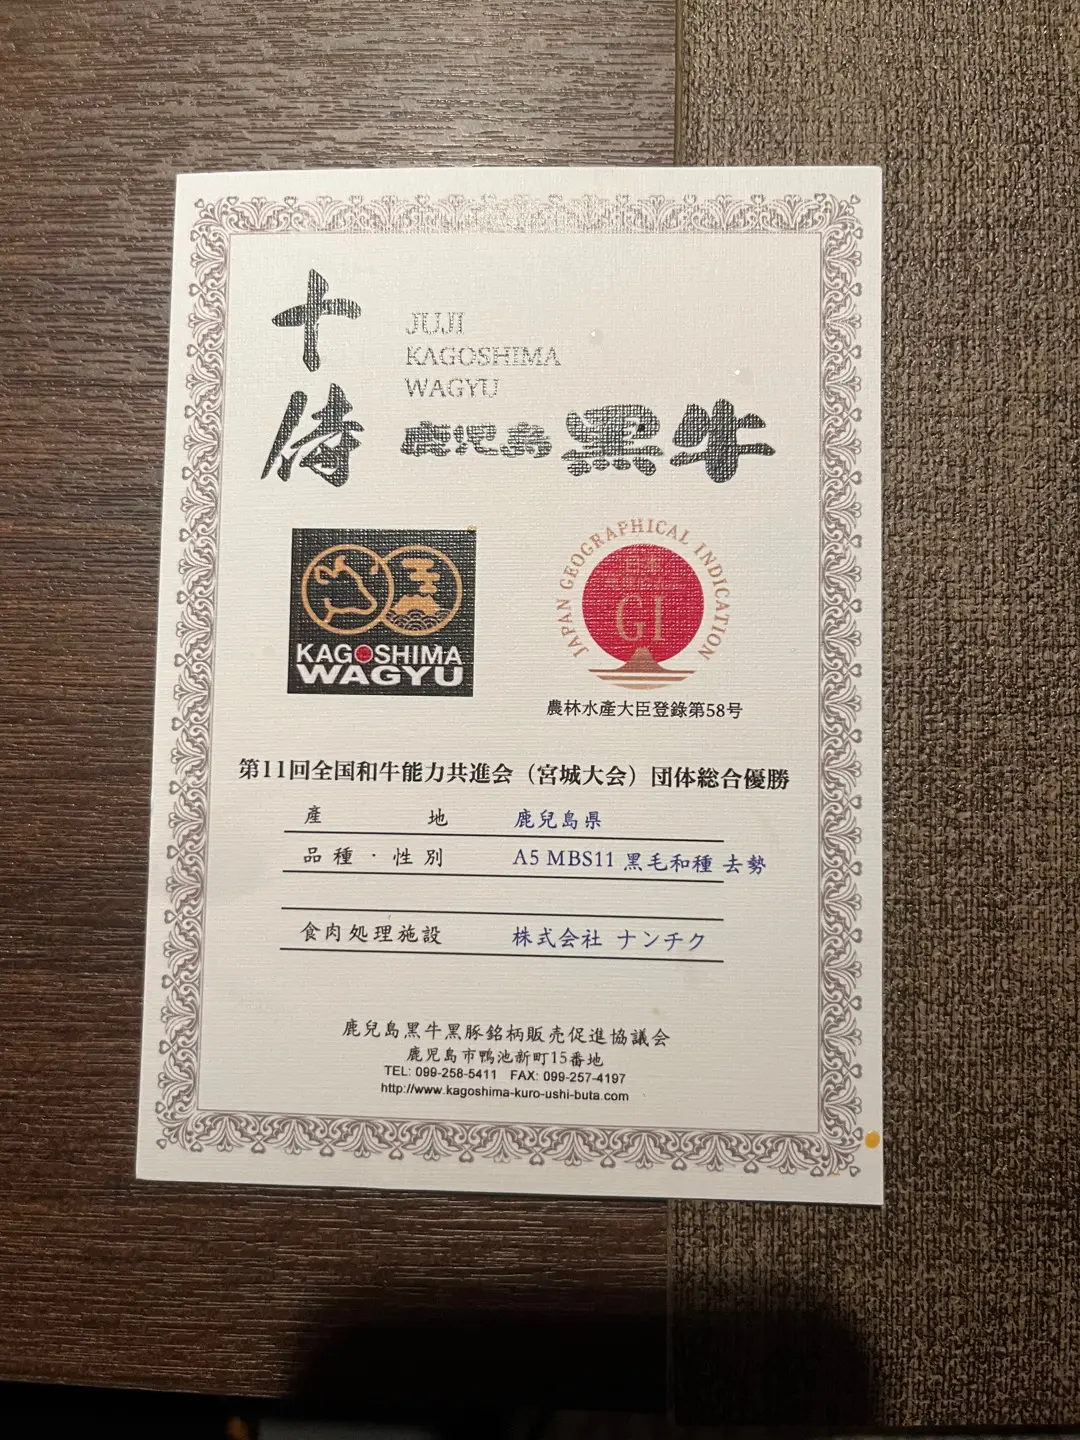 十侍
JUJI
KAGOSHIMA
WAGYU
鹿児島黒牛
KAGOSHIMA
WAGYU
JAPAN GEOGRAPHICAL INDICATION
GI
農林水産大臣登録第58号
第11回全国和牛能力共進会（宮城大会）団体総合優勝
産 地 鹿兒島県
品種・性別 A5 MBS11 黒毛和種 去勢
食肉処理施設 株式会社 ナンチク
鹿兒島黒牛黒豚銘柄販売促進協議会
鹿児島市鴨池新町15番地
TEL: 099-258-5411 FAX: 099-257-4197
http://www.kagoshima-kuro-ushi-buta.com